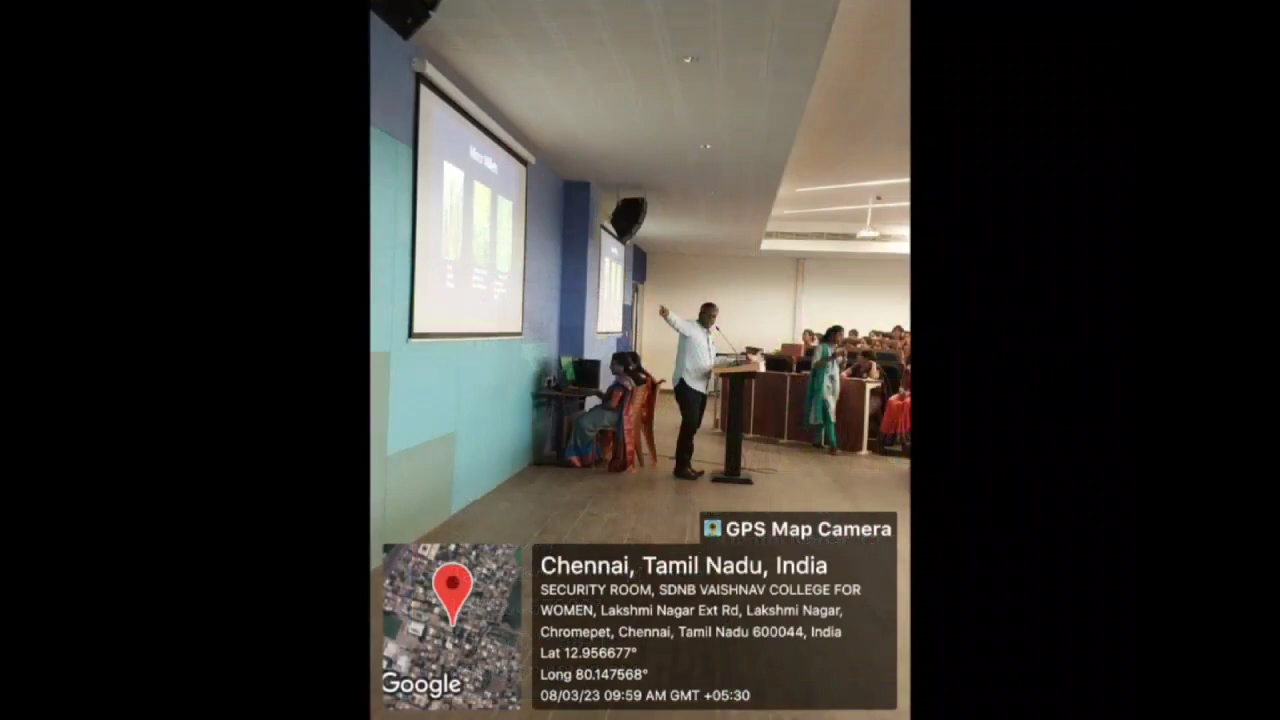 GPS Map Camera
Chennai, Tamil Nadu, India
SECURITY ROOM, SDNB VAISHNAV COLLEGE FOR
WOMEN, Lakshmi Nagar Ext Rd, Lakshmi Nagar,
Chromepet, Chennai, Tamil Nadu 600044, India
Lat 12.956677°
Long 80.147568°
08/03/23 09:59 AM GMT +05:30
Google